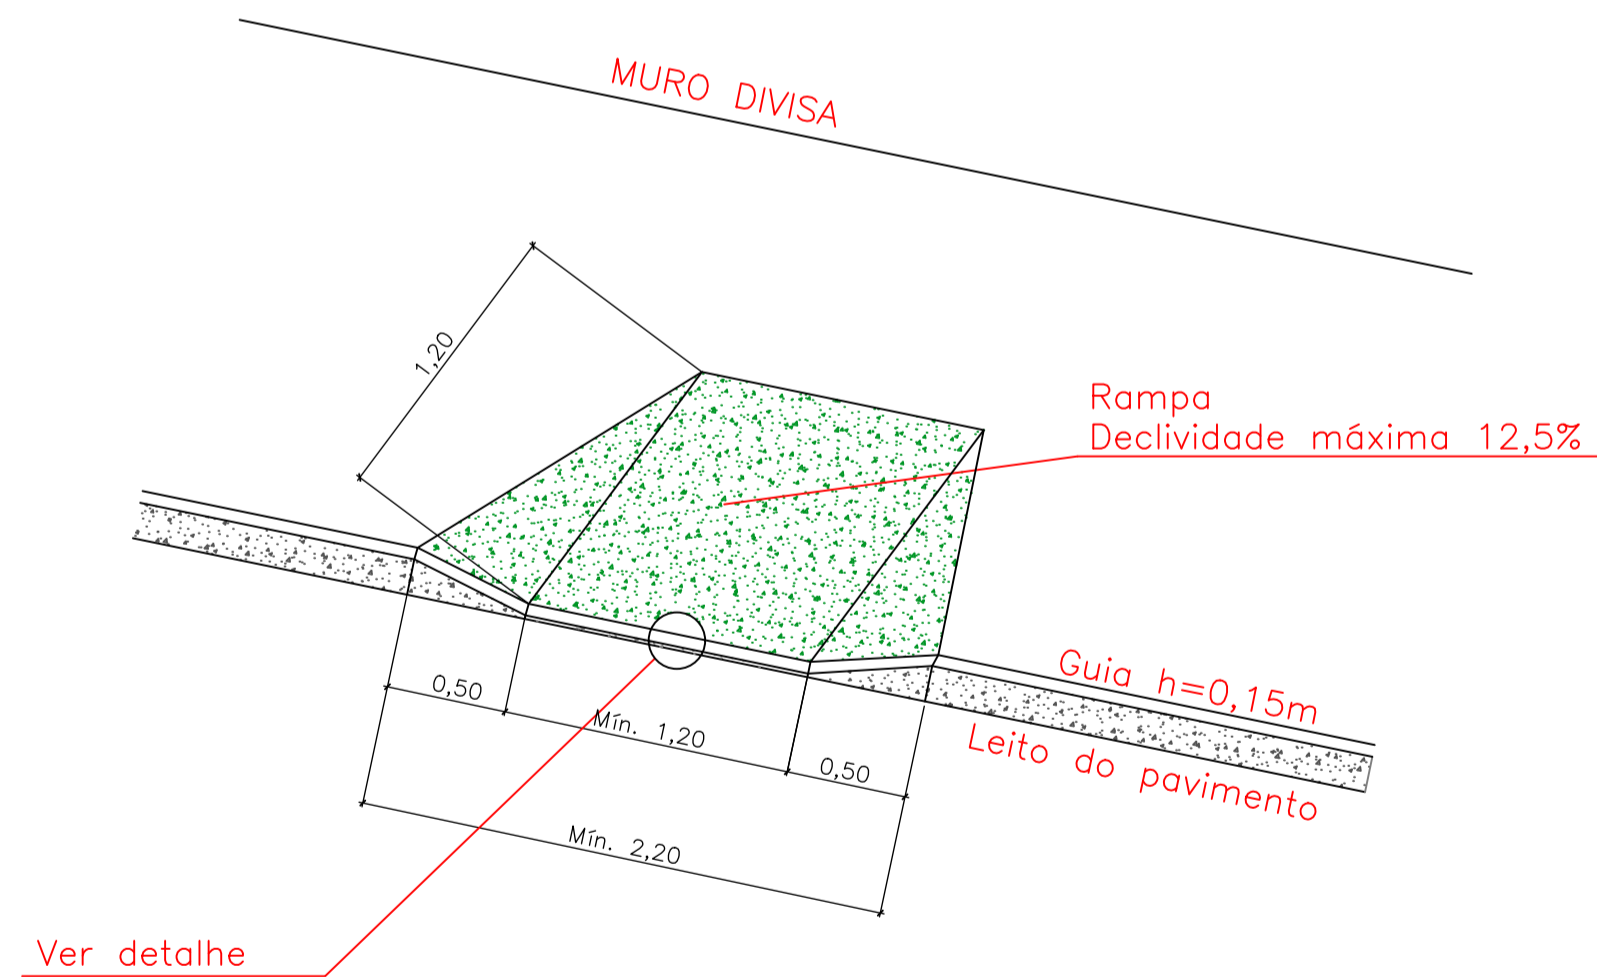 MURO DIVISA
1,20
Rampa
Declividade máxima 12,5%
Guia h=0,15m
Leito do pavimento
0,50
Mín. 1,20
0,50
Mín. 2,20
Ver detalhe